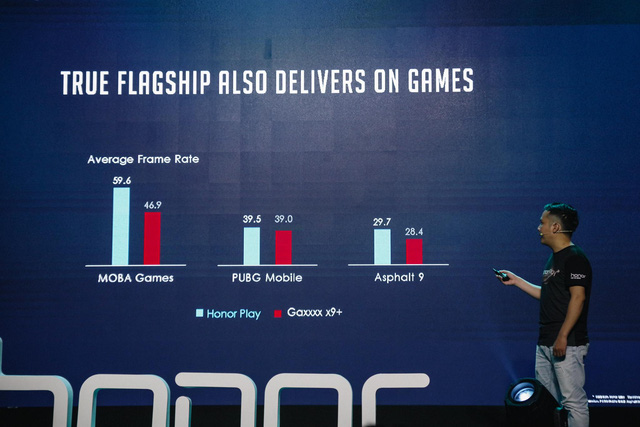 TRUE FLAGSHIP ALSO DELIVERS ON GAMES
Average Frame Rate
59.6
46.9
39.5
39.0
29.7
28.4
MOBA Games
PUBG Mobile
Asphalt 9
Honor Play
Gaxxxx x9+
honor
honor